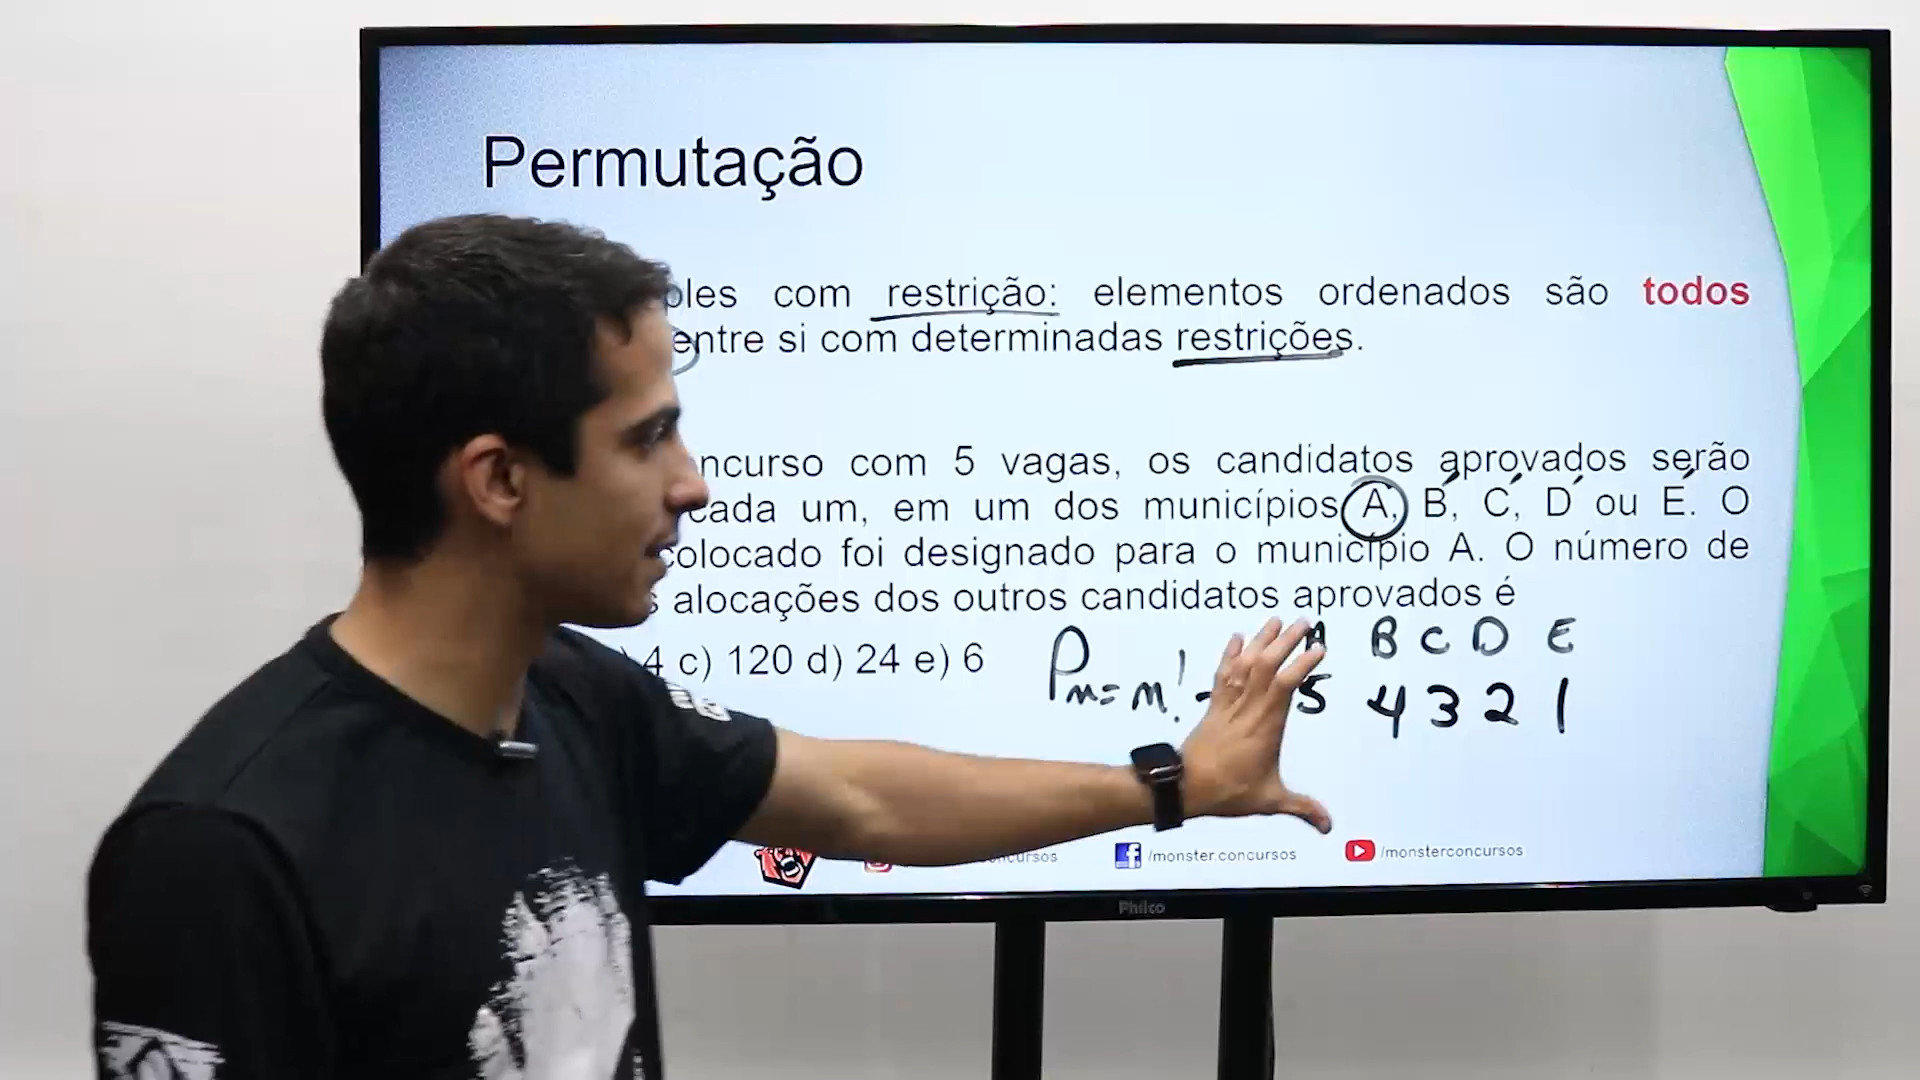 Permutação
com restrição: elementos ordenados são todos
entre si com determinadas restrições.
com 5 vagas, os candidatos aprovados serão
cada um, em um dos municípios A, B, C, D ou E. O
colocado foi designado para o município A. O número de
alocações dos outros candidatos aprovados é
4 c) 120 d) 24 e) 6
A B C D E
Pn = n! 5 4 3 2 1
/monster.concursos
/monsterconcursos
Philco